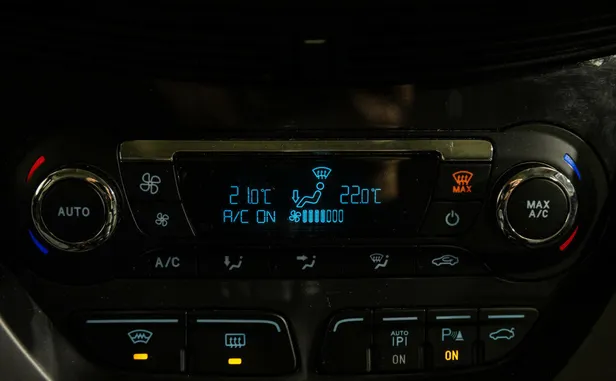 21.0°C 22.0°C
A/C ON
MAX
AUTO
MAX
A/C
A/C
AUTO
P
ON
P
ON